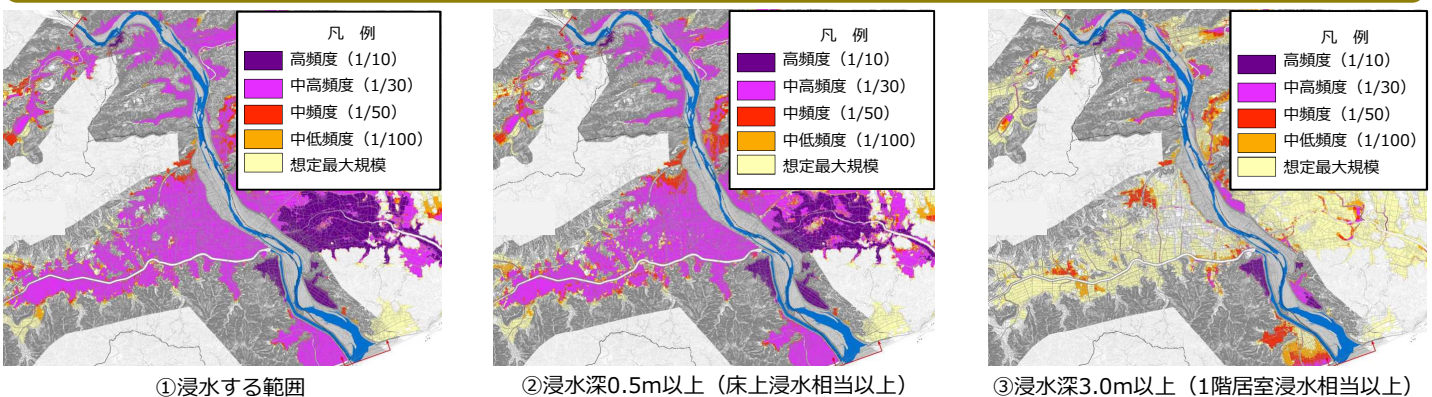 凡 例
高頻度（1/10）
中高頻度（1/30）
中頻度（1/50）
中低頻度（1/100）
想定最大規模
①浸水する範囲
凡 例
高頻度（1/10）
中高頻度（1/30）
中頻度（1/50）
中低頻度（1/100）
想定最大規模
②浸水深0.5m以上（床上浸水相当以上）
凡 例
高頻度（1/10）
中高頻度（1/30）
中頻度（1/50）
中低頻度（1/100）
想定最大規模
③浸水深3.0m以上（1階居室浸水相当以上）